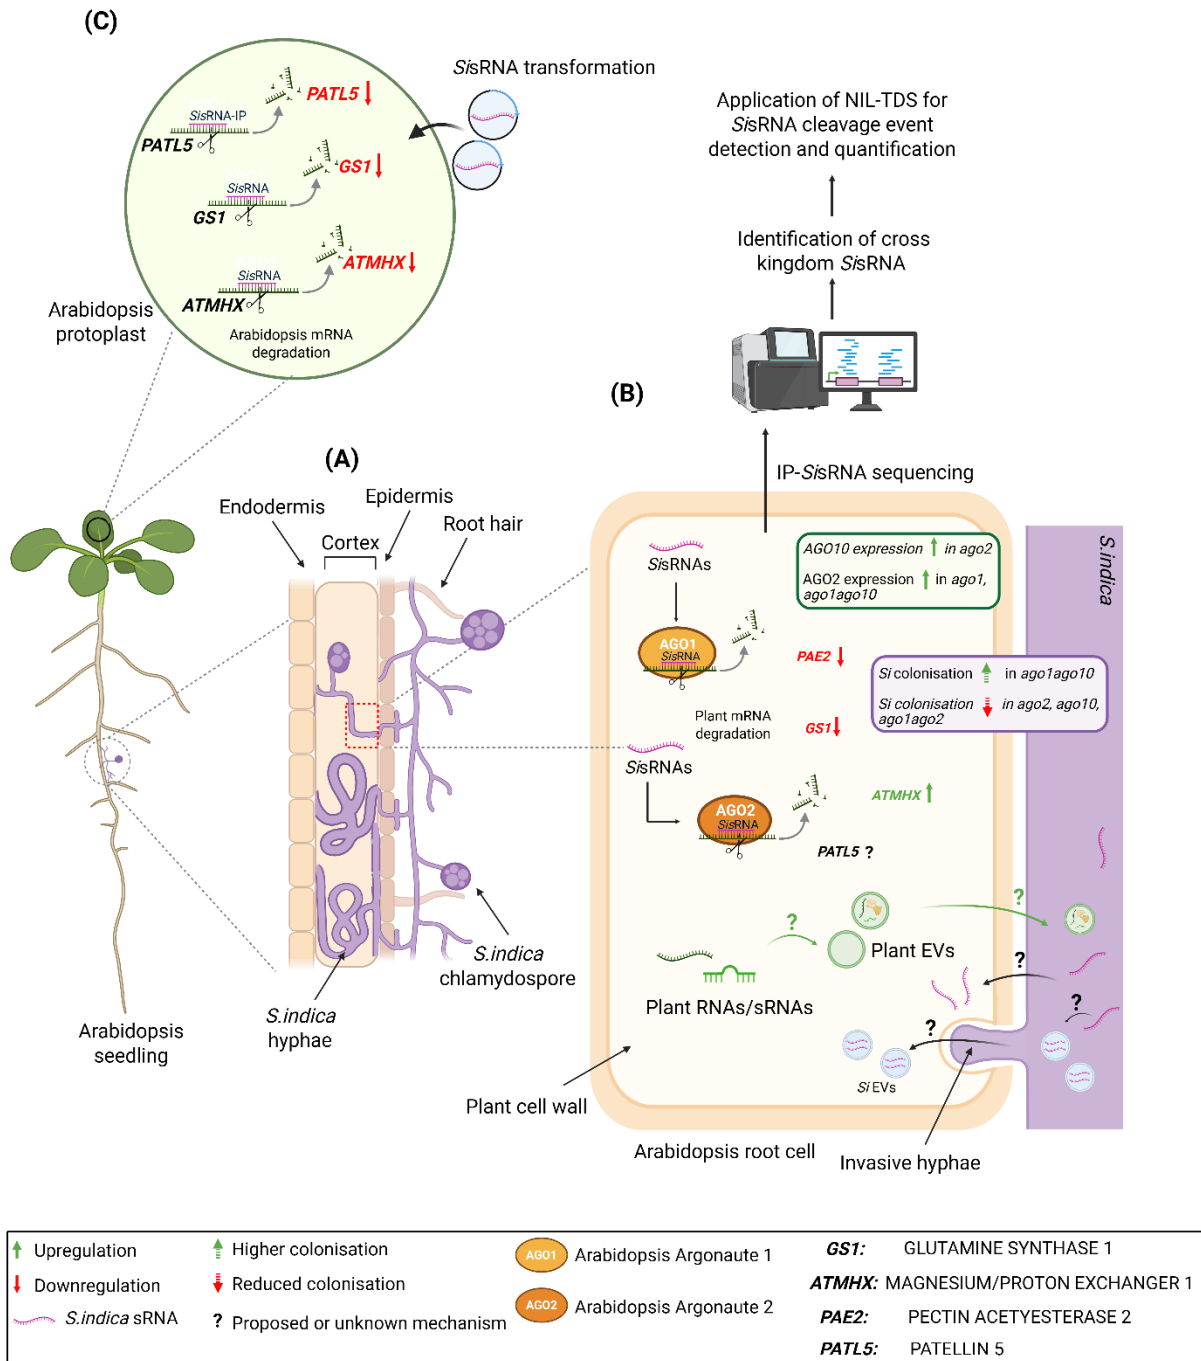 (C)
SisRNA transformation
SisRNA-IP
PATL5
PATL5
SisRNA
GS1
GS1
SisRNA
ATMHX
ATMHX
Arabidopsis mRNA
degradation
Arabidopsis
protoplast
Application of NIL-TDS for
SisRNA cleavage event
detection and quantification
Identification of cross
kingdom SisRNA
(B)
IP-SisRNA sequencing
(A)
Endodermis
Epidermis
Cortex
Root hair
S.indica
chlamydospore
S.indica
hyphae
Arabidopsis
seedling
S.indica
SisRNAs
AGO10 expression in ago2
AGO2 expression in ago1,
ago1ago10
AGO1
SisRNA
PAE2
Si colonisation in ago1ago10
Si colonisation in ago2, ago10,
ago1ago2
Plant mRNA
degradation
GS1
SisRNAs
ATMHX
AGO2
SisRNA
PATL5 ?
?
?
Plant EVs
Plant RNAs/sRNAs
?
?
?
Si EVs
Plant cell wall
Arabidopsis root cell
Invasive hyphae
Upregulation
Downregulation
S.indica sRNA
Higher colonisation
Reduced colonisation
? Proposed or unknown mechanism
AGO1 Arabidopsis Argonaute 1
AGO2 Arabidopsis Argonaute 2
GS1: GLUTAMINE SYNTHASE 1
ATMHX: MAGNESIUM/PROTON EXCHANGER 1
PAE2: PECTIN ACETYESTERASE 2
PATL5: PATELLIN 5